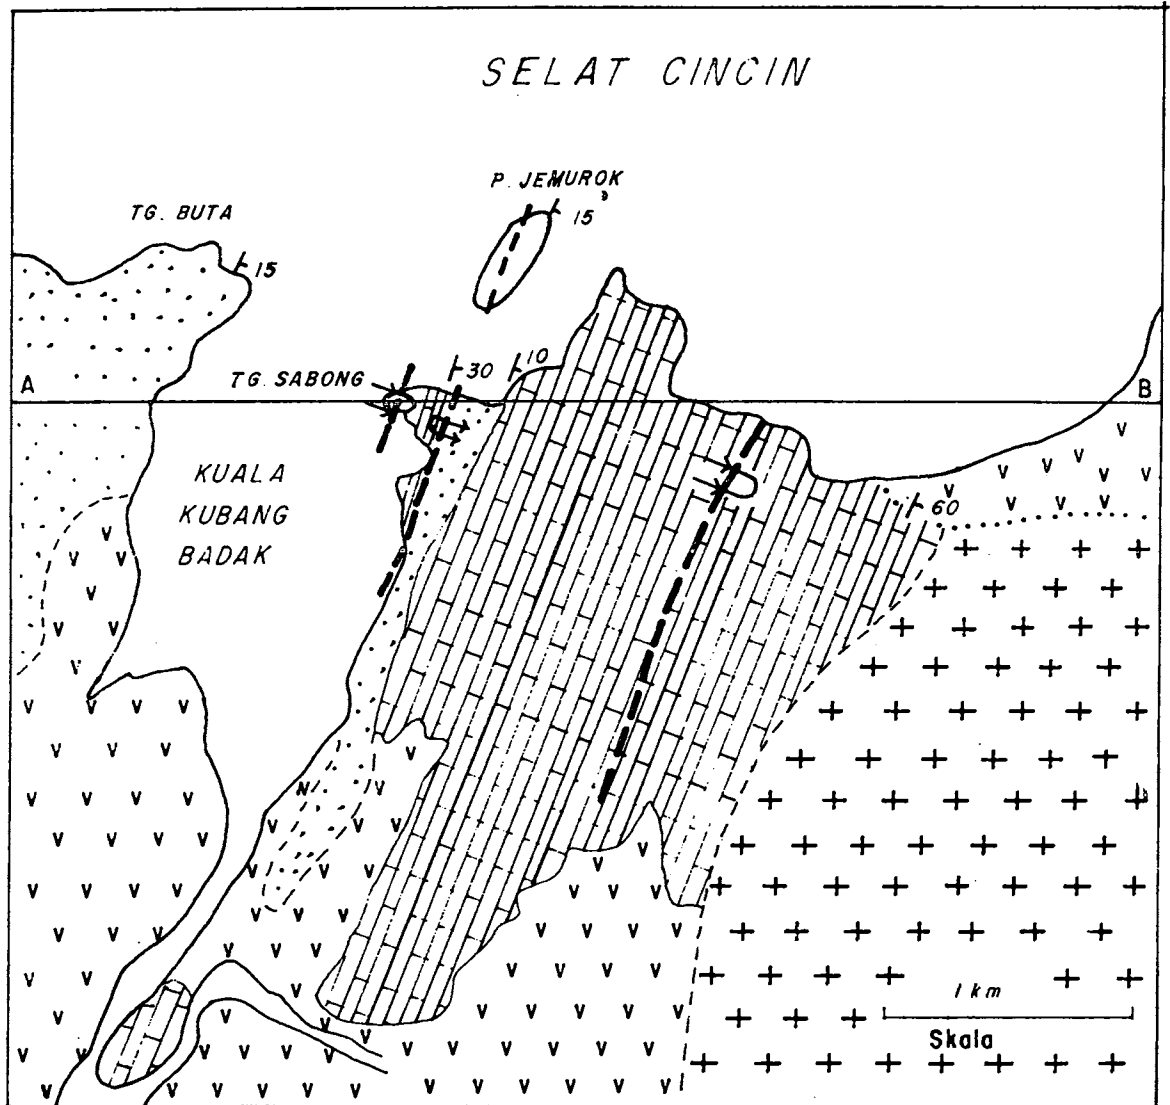 SELAT CINCIN
P. JEMUROK
15
TG. BUTA
15
10
30
TG. SABONG
A
B
KUALA
KUBANG
BADAK
60
1 km
Skala